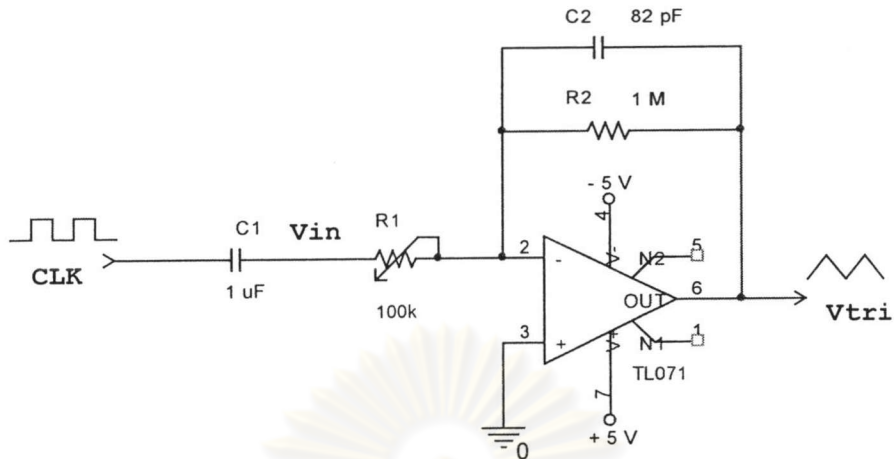 C2 82 pF
R2 1 M
- 5 V
4
C1 Vin R1
2 - V- N2 5
CLK
1 uF
OUT 6
100k
Vtri
3 + V+ N1 1
TL071
7
+ 5 V
0